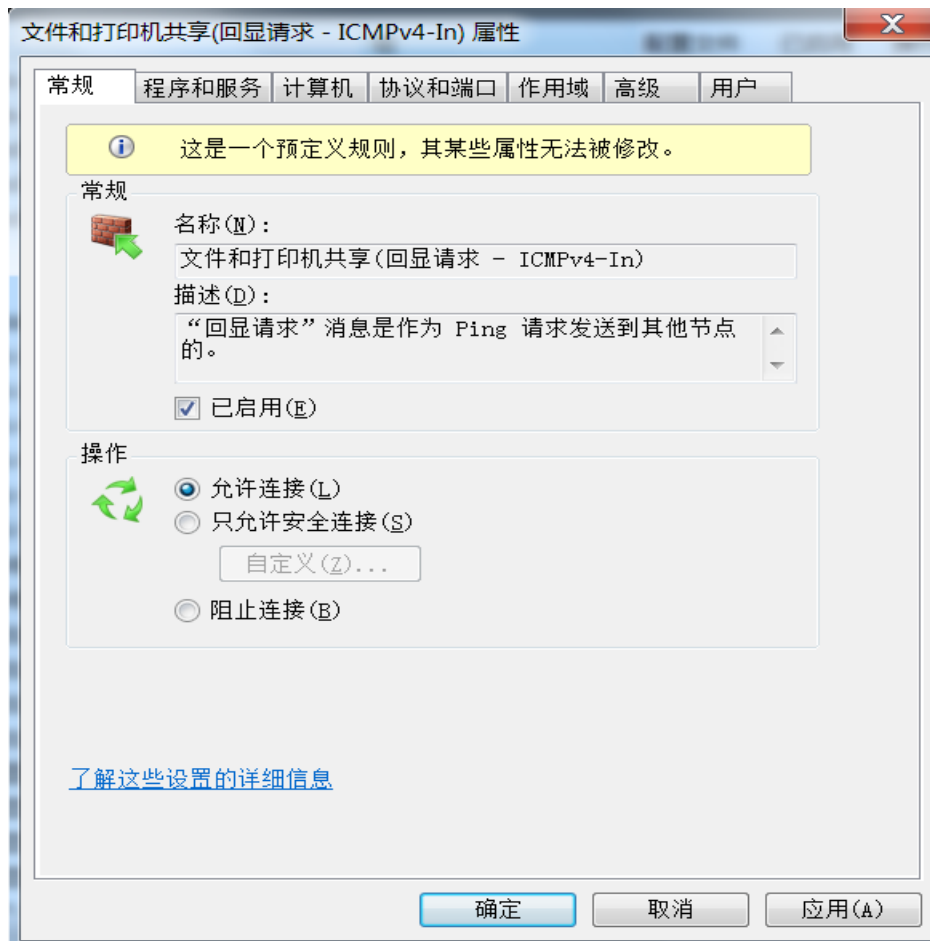 文件和打印机共享(回显请求 - ICMPv4-In) 属性
常规 程序和服务 计算机 协议和端口 作用域 高级 用户
这是一个预定义规则，其某些属性无法被修改。
常规
名称(N):
文件和打印机共享(回显请求 - ICMPv4-In)
描述(D):
“回显请求”消息是作为 Ping 请求发送到其他节点
的。
已启用(E)
操作
允许连接(L)
只允许安全连接(S)
自定义(Z)...
阻止连接(B)
了解这些设置的详细信息
确定 取消 应用(A)